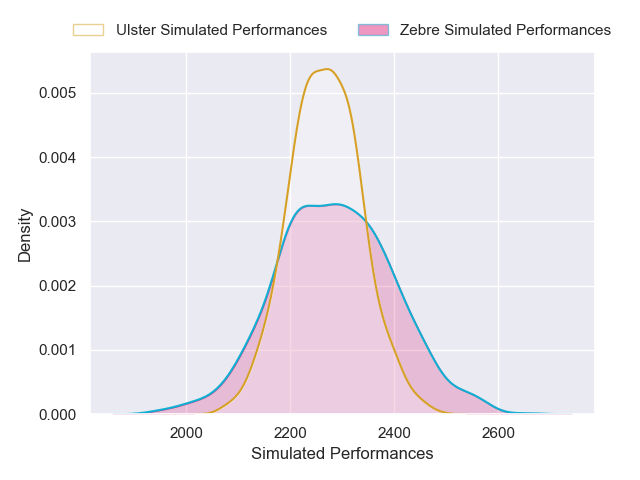 Ulster Simulated Performances Zebre Simulated Performances
0.005
0.004
0.003
0.002
0.001
0.000
Density
2000 2200 2400 2600
Simulated Performances